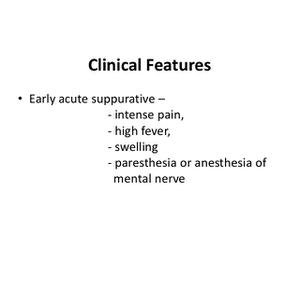 Clinical Features
• Early acute suppurative –
- intense pain,
- high fever,
- swelling
- paresthesia or anesthesia of
mental nerve